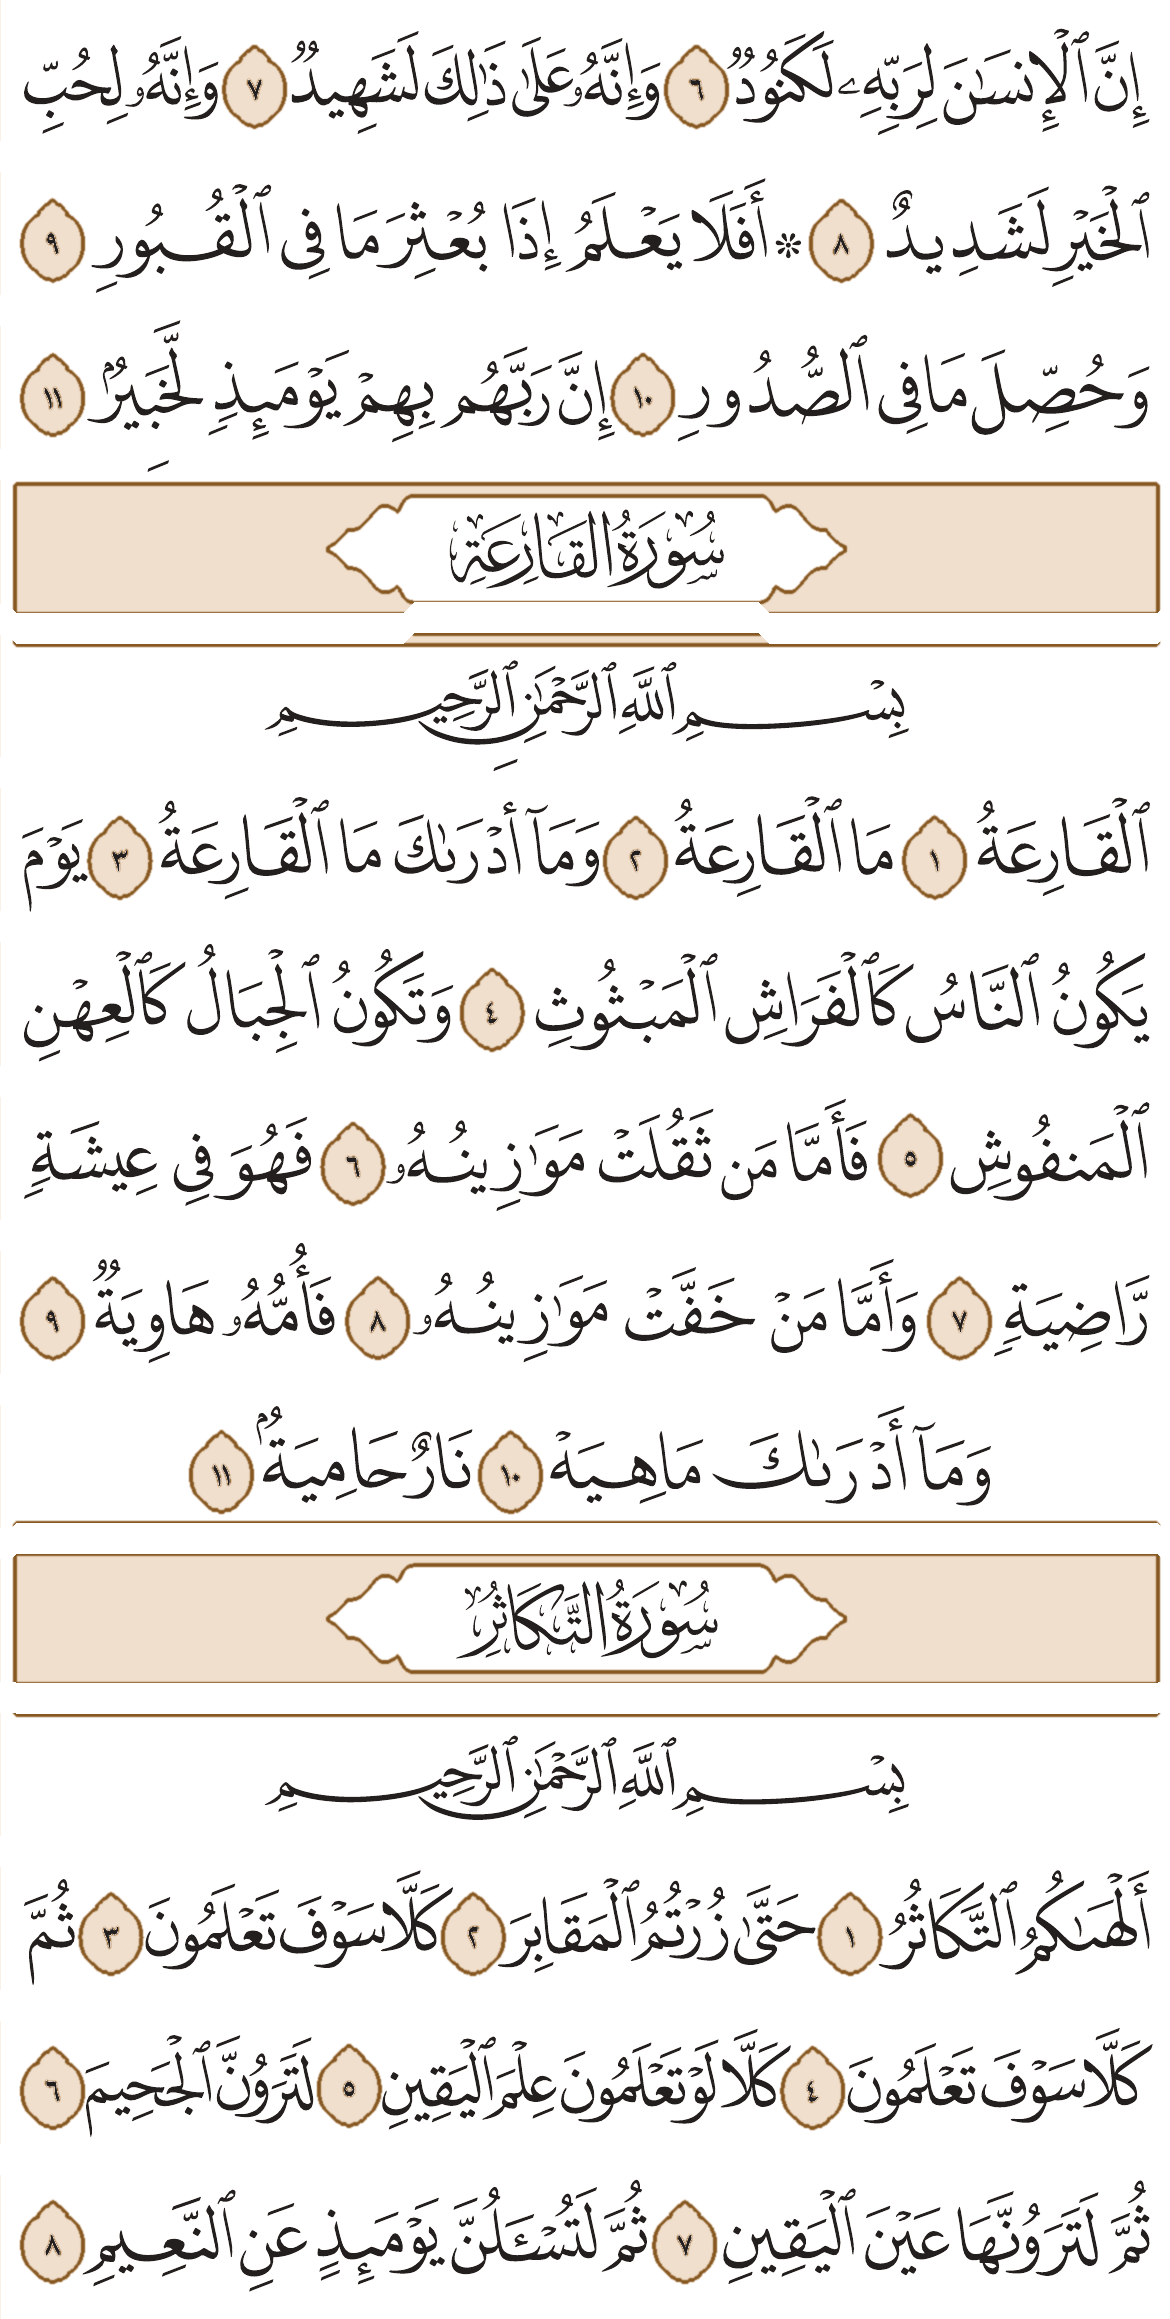 إِنَّ ٱلْإِنسَٰنَ لِرَبِّهِۦ لَكَنُودٌ ٦ وَإِنَّهُۥ عَلَىٰ ذَٰلِكَ لَشَهِيدٌ ٧ وَإِنَّهُۥ لِحُبِّ
ٱلْخَيْرِ لَشَدِيدٌ ٨ ۞ أَفَلَا يَعْلَمُ إِذَا بُعْثِرَ مَا فِى ٱلْقُبُورِ ٩
وَحُصِّلَ مَا فِى ٱلصُّدُورِ ١٠ إِنَّ رَبَّهُم بِهِمْ يَوْمَئِذٍ لَّخَبِيرٌۢ ١١
سُورَةُ القَارِعَةِ
بِسْمِ ٱللَّهِ ٱلرَّحْمَٰنِ ٱلرَّحِيمِ
ٱلْقَارِعَةُ ١ مَا ٱلْقَارِعَةُ ٢ وَمَآ أَدْرَىٰكَ مَا ٱلْقَارِعَةُ ٣ يَوْمَ
يَكُونُ ٱلنَّاسُ كَٱلْفَرَاشِ ٱلْمَبْثُوثِ ٤ وَتَكُونُ ٱلْجِبَالُ كَٱلْعِهْنِ
ٱلْمَنفُوشِ ٥ فَأَمَّا مَن ثَقُلَتْ مَوَٰزِينُهُۥ ٦ فَهُوَ فِى عِيشَةٍ
رَّاضِيَةٍ ٧ وَأَمَّا مَنْ خَفَّتْ مَوَٰزِينُهُۥ ٨ فَأُمُّهُۥ هَاوِيَةٌ ٩
وَمَآ أَدْرَىٰكَ مَاهِيَهْ ١٠ نَارٌ حَامِيَةٌۢ ١١
سُورَةُ التَّكَاثُرِ
بِسْمِ ٱللَّهِ ٱلرَّحْمَٰنِ ٱلرَّحِيمِ
أَلْهَىٰكُمُ ٱلتَّكَاثُرُ ١ حَتَّىٰ زُرْتُمُ ٱلْمَقَابِرَ ٢ كَلَّا سَوْفَ تَعْلَمُونَ ٣ ثُمَّ
كَلَّا سَوْفَ تَعْلَمُونَ ٤ كَلَّا لَوْ تَعْلَمُونَ عِلْمَ ٱلْيَقِينِ ٥ لَتَرَوُنَّ ٱلْجَحِيمَ ٦
ثُمَّ لَتَرَوُنَّهَا عَيْنَ ٱلْيَقِينِ ٧ ثُمَّ لَتُسْـَٔلُنَّ يَوْمَئِذٍ عَنِ ٱلنَّعِيمِ ٨